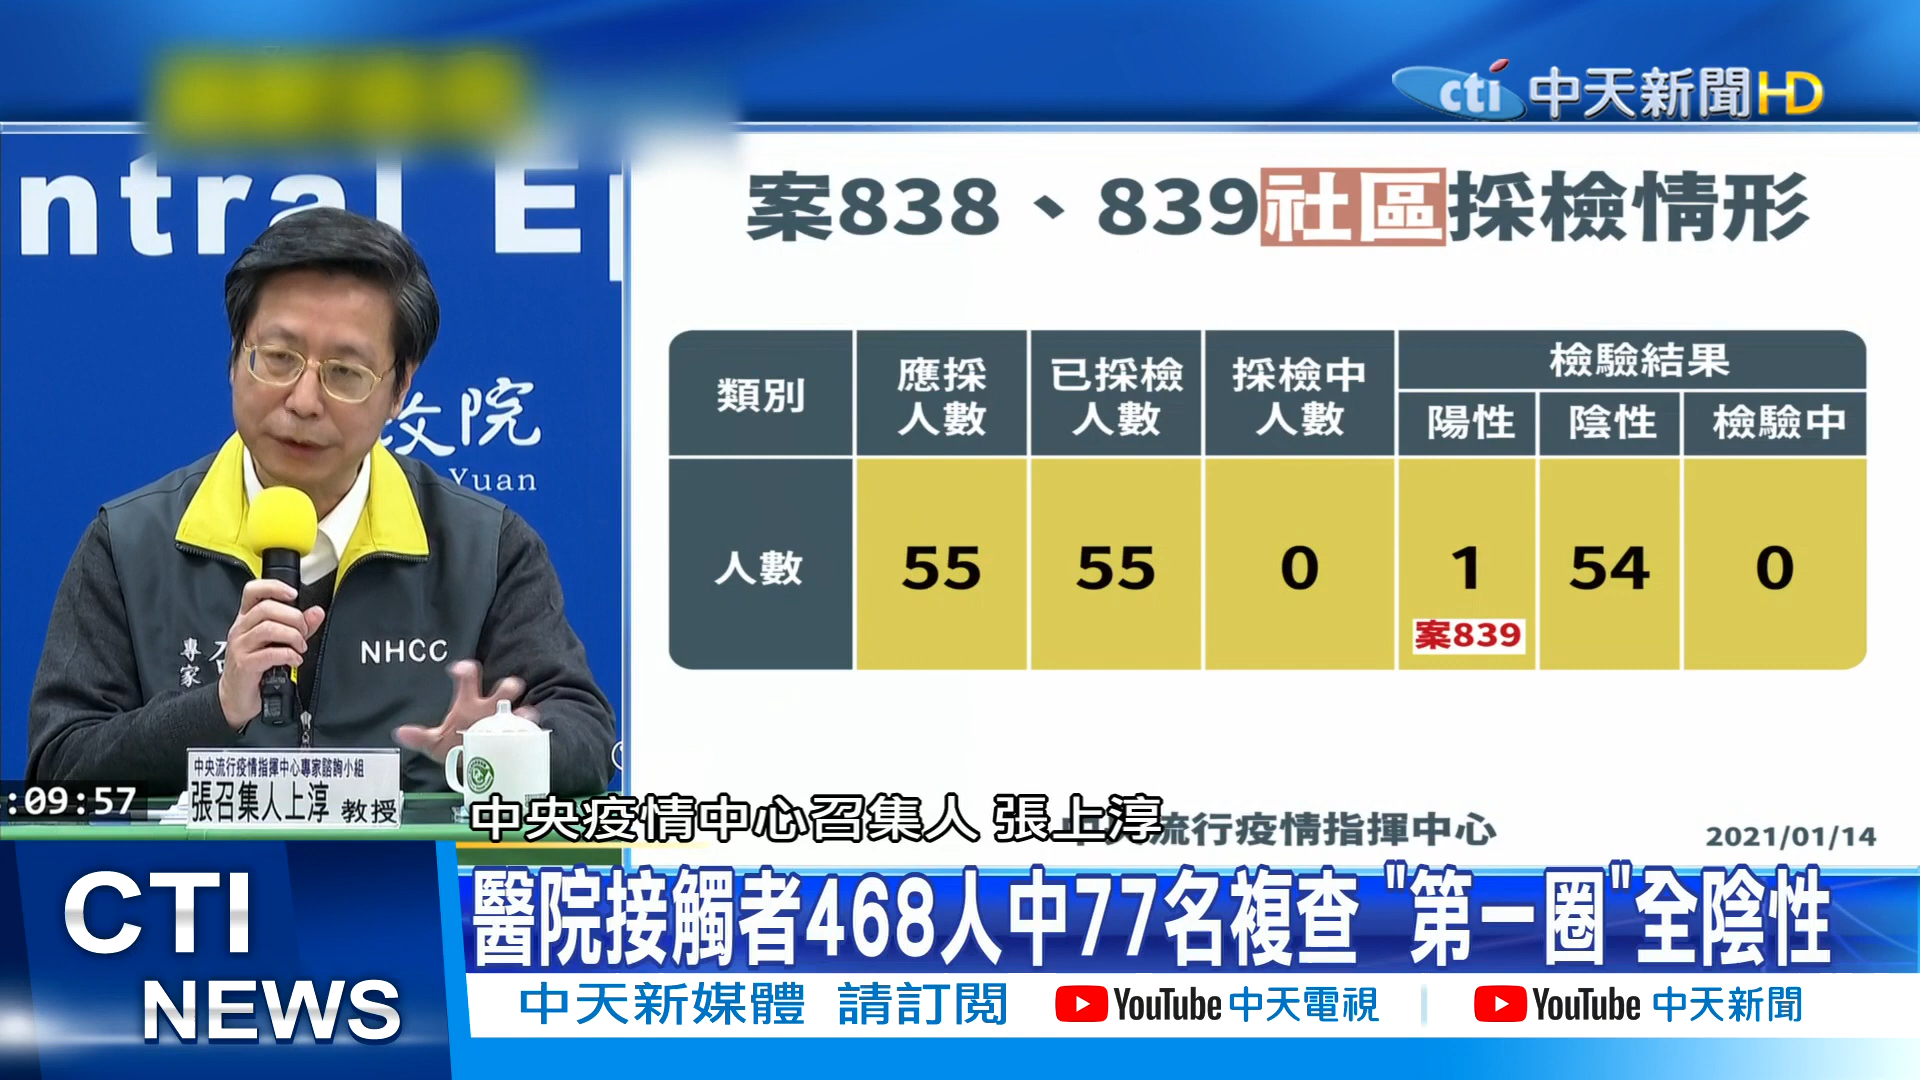 cti 中天新聞HD
ntral Ep
政院
Yuan
專家 召
NHCC
中央流行疫情指揮中心專家諮詢小組
張召集人上淳 教授
:09:57
案838、839社區採檢情形
類別 應採人數 已採檢人數 採檢中人數 檢驗結果
陽性 陰性 檢驗中
人數 55 55 0 1 54 0
案839
中央疫情中心召集人 張上淳
流行疫情指揮中心
2021/01/14
CTI
NEWS
醫院接觸者468人中77名複查 "第一圈"全陰性
中天新媒體 請訂閱 YouTube 中天電視 | YouTube 中天新聞